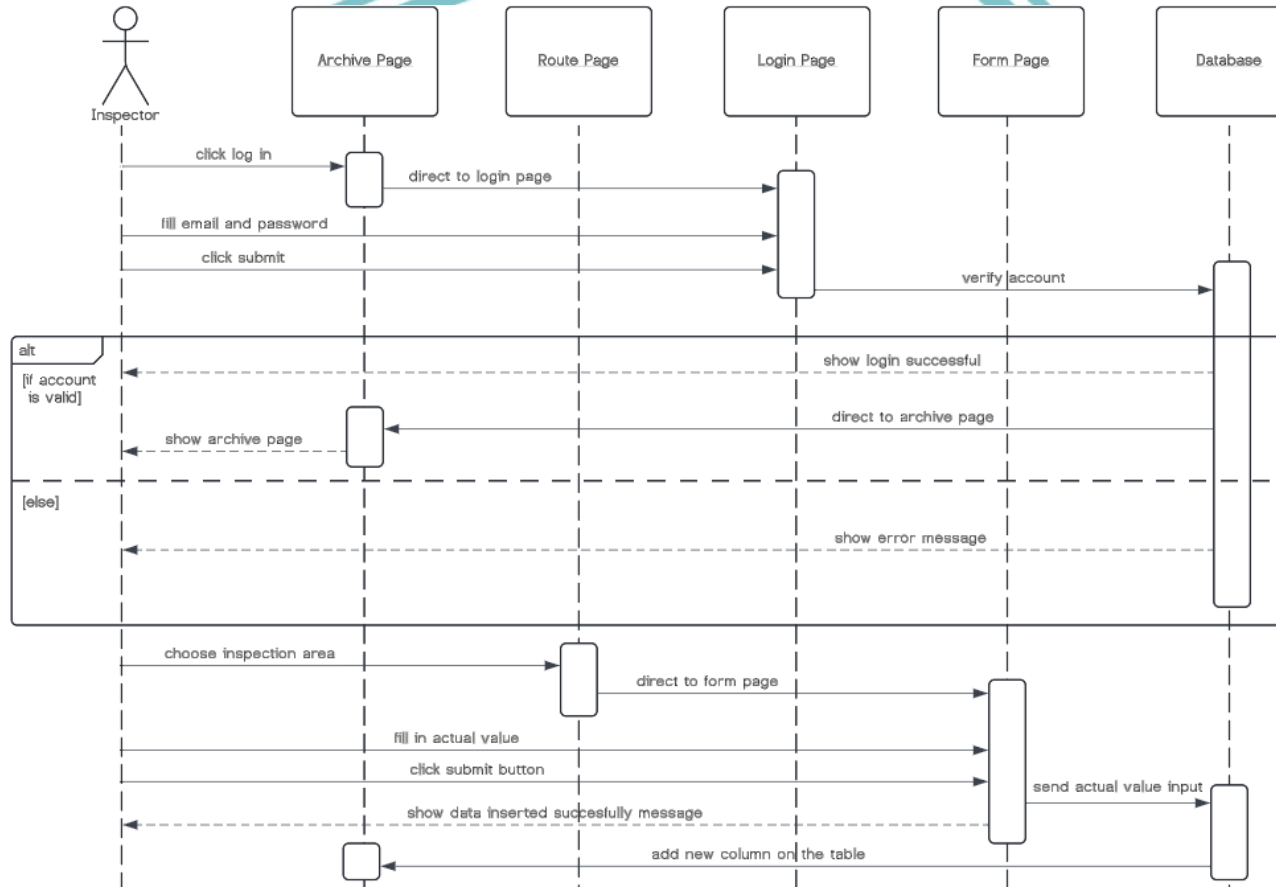 Inspector
Archive Page
Route Page
Login Page
Form Page
Database
click log in
direct to login page
fill email and password
click submit
verify account
alt
[if account
is valid]
show login successful
direct to archive page
show archive page
[else]
show error message
choose inspection area
direct to form page
fill in actual value
click submit button
send actual value input
show data inserted succesfully message
add new column on the table